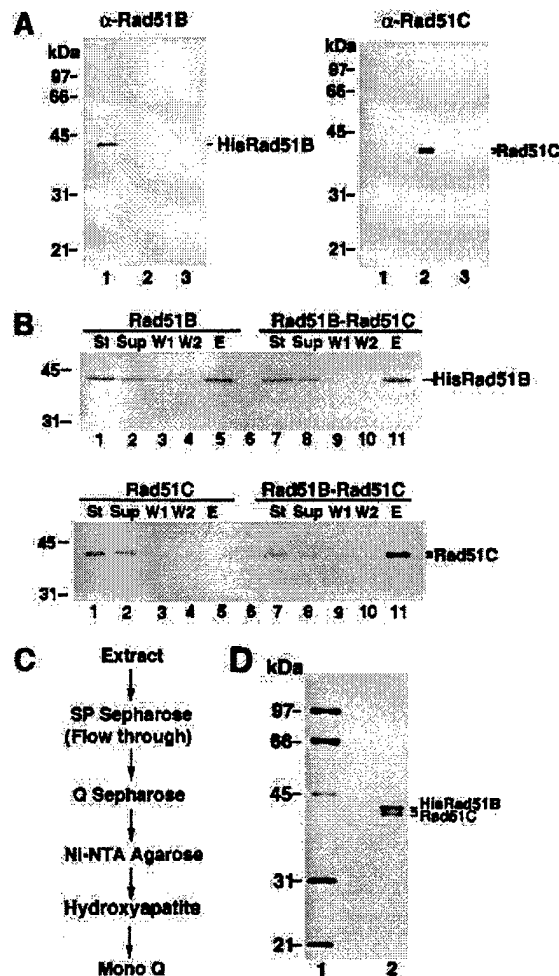 A
α-Rad51B
kDa
97-
66-
45-
31-
21-
HisRad51B
1 2 3
α-Rad51C
kDa
97-
66-
45-
31-
21-
Rad51C
1 2 3
B
Rad51B Rad51B-Rad51C
St Sup W1 W2 E St Sup W1 W2 E
45-
31-
HisRad51B
1 2 3 4 5 6 7 8 9 10 11
Rad51C Rad51B-Rad51C
St Sup W1 W2 E St Sup W1 W2 E
45-
31-
Rad51C
1 2 3 4 5 6 7 8 9 10 11
C
Extract
SP Sepharose
(Flow through)
Q Sepharose
Ni-NTA Agarose
Hydroxyapatite
Mono Q
D
kDa
97-
66-
45-
31-
21-
HisRad51B
Rad51C
1 2